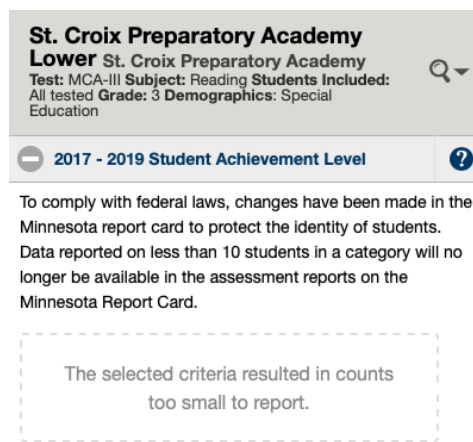 St. Croix Preparatory Academy
Lower St. Croix Preparatory Academy
Test: MCA-III Subject: Reading Students Included:
All tested Grade: 3 Demographics: Special
Education
2017 - 2019 Student Achievement Level ?
To comply with federal laws, changes have been made in the
Minnesota report card to protect the identity of students.
Data reported on less than 10 students in a category will no
longer be available in the assessment reports on the
Minnesota Report Card.
The selected criteria resulted in counts
too small to report.